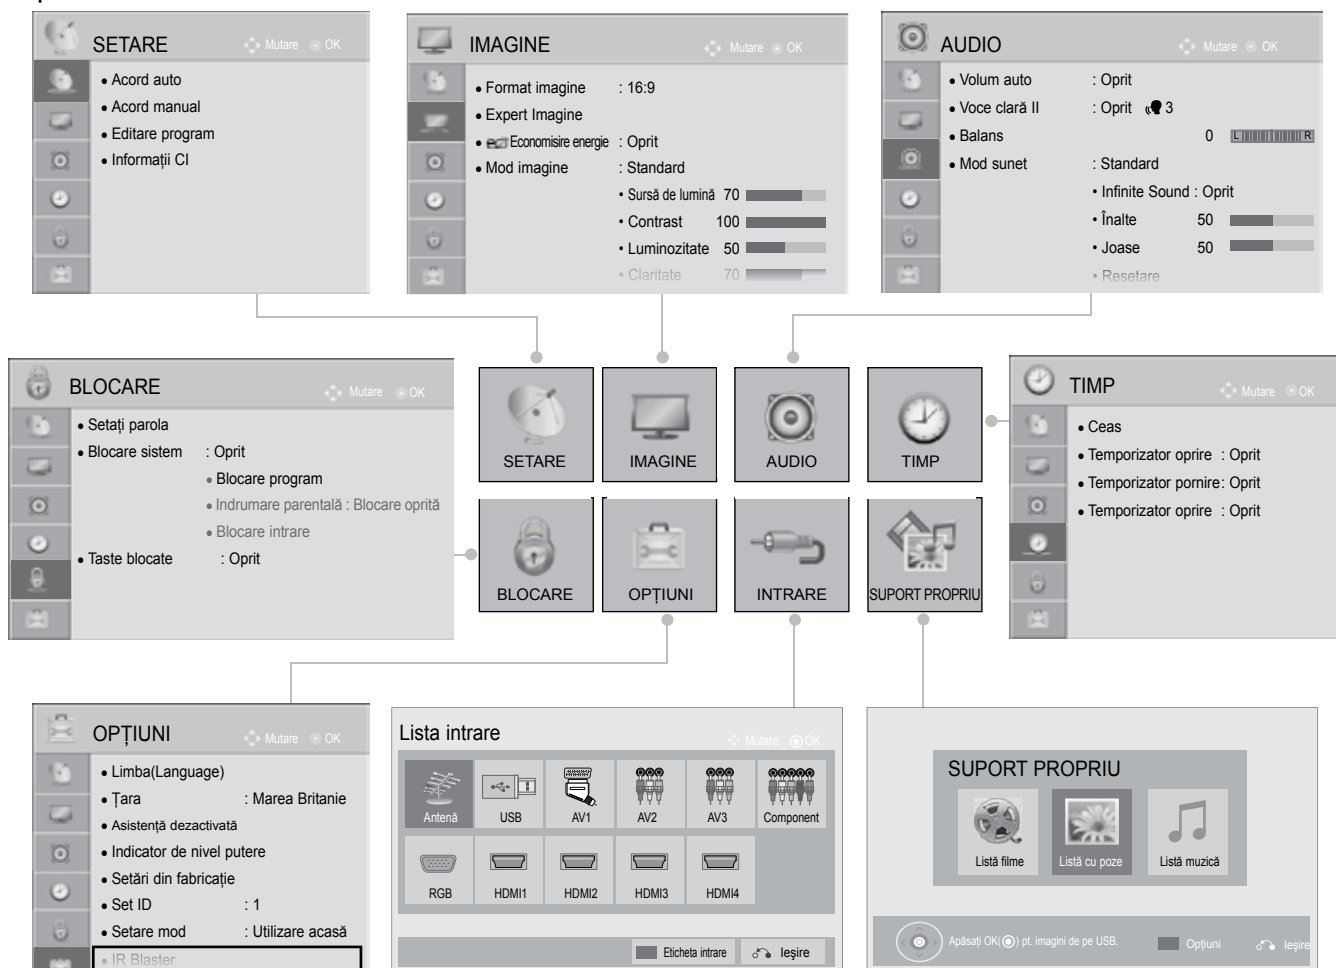 SETARE
Mutare OK
• Acord auto
• Acord manual
• Editare program
• Informații CI
IMAGINE
Mutare OK
• Format imagine : 16:9
• Expert Imagine
• Economisire energie : Oprit
• Mod imagine : Standard
• Sursă de lumină 70
• Contrast 100
• Luminozitate 50
• Claritate 70
AUDIO
Mutare OK
• Volum auto : Oprit
• Voce clară II : Oprit 3
• Balans 0 L R
• Mod sunet : Standard
• Infinite Sound : Oprit
• Înalte 50
• Joase 50
• Resetare
BLOCARE
Mutare OK
• Setați parola
• Blocare sistem : Oprit
• Blocare program
• Indrumare parentală : Blocare oprită
• Blocare intrare
• Taste blocate : Oprit
SETARE
IMAGINE
AUDIO
TIMP
BLOCARE
OPȚIUNI
INTRARE
SUPORT PROPRIU
TIMP
Mutare OK
• Ceas
• Temporizator oprire : Oprit
• Temporizator pornire : Oprit
• Temporizator oprire : Oprit
OPȚIUNI
Mutare OK
• Limba(Language)
• Țara : Marea Britanie
• Asistență dezactivată
• Indicator de nivel putere
• Setări din fabricație
• Set ID : 1
• Setare mod : Utilizare acasă
• IR Blaster
Lista intrare
Mutare OK
Antenă USB AV1 AV2 AV3 Component
RGB HDMI1 HDMI2 HDMI3 HDMI4
Eticheta intrare Ieşire
SUPORT PROPRIU
Listă filme Listă cu poze Listă muzică
Apăsați OK( ) pt. imagini de pe USB. Opțiuni Ieşire